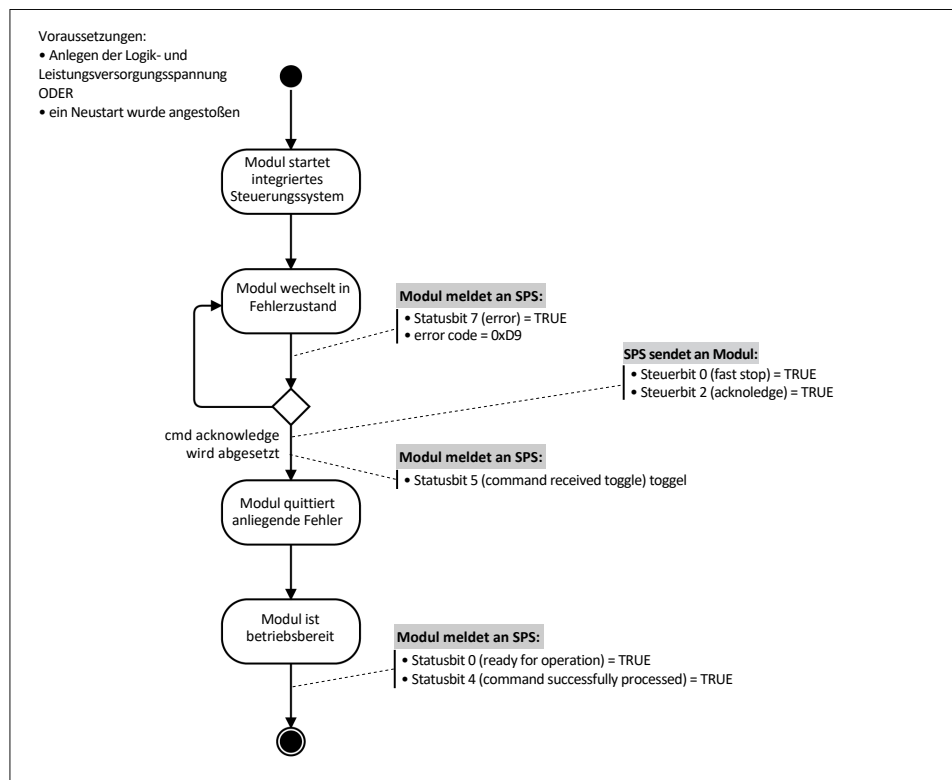 Voraussetzungen:
• Anlegen der Logik- und
Leistungsversorgungsspannung
ODER
• ein Neustart wurde angestoßen
Modul startet
integriertes
Steuerungssystem
Modul wechselt in
Fehlerzustand
Modul meldet an SPS:
• Statusbit 7 (error) = TRUE
• error code = 0xD9
SPS sendet an Modul:
• Steuerbit 0 (fast stop) = TRUE
• Steuerbit 2 (acknoledge) = TRUE
cmd acknowledge
wird abgesetzt
Modul meldet an SPS:
• Statusbit 5 (command received toggle) toggel
Modul quittiert
anliegende Fehler
Modul ist
betriebsbereit
Modul meldet an SPS:
• Statusbit 0 (ready for operation) = TRUE
• Statusbit 4 (command successfully processed) = TRUE